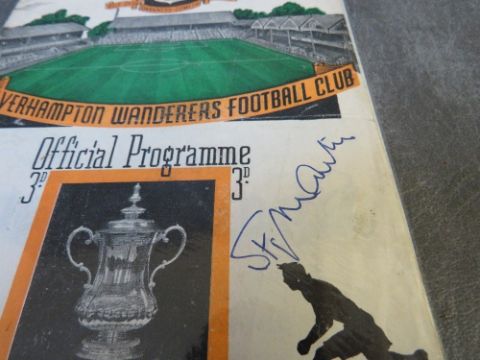 VERHAMPTON WANDERERS FOOTBALL CLUB
Official Programme
3D 3D